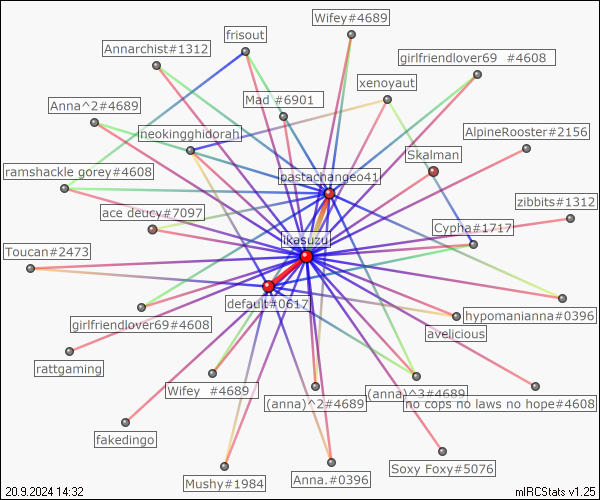 Wifey#4689
frisout
Annarchist#1312
girlfriendlover69 #4608
xenoyaut
Mad #6901
Anna^2#4689
neokingghidorah
AlpineRooster#2156
Skalman
ramshackle gorey#4608
pastachangeo41
zibbits#1312
ace deucy#7097
Cypha#1717
ikasuzu
Toucan#2473
default#0617
hypomanianna#0396
girlfriendlover69#4608
avelicious
rattgaming
Wifey #4689
(anna)^3#4689
(anna)^2#4689
no cops no laws no hope#4608
fakedingo
Soxy Foxy#5076
Anna.#0396
Mushy#1984
20.9.2024 14:32
mIRCStats v1.25